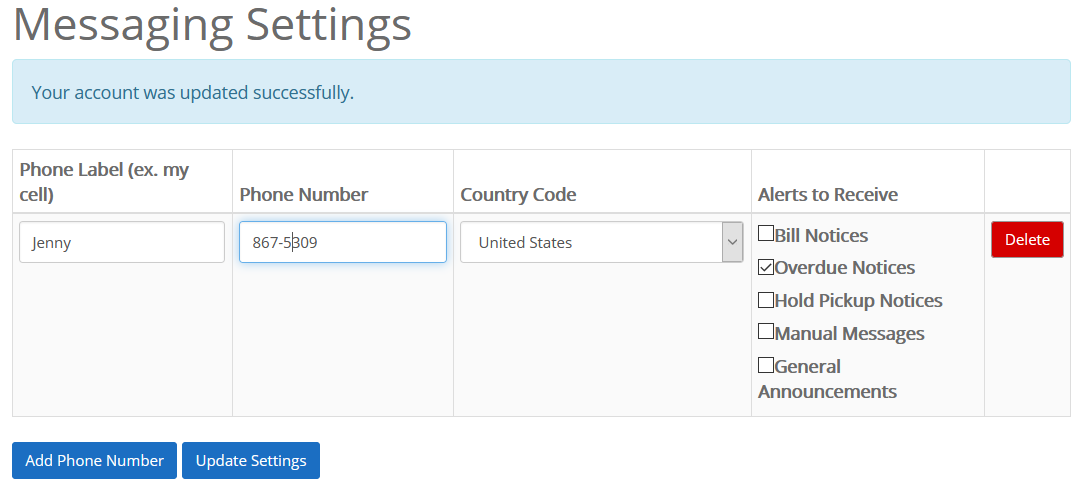 Messaging Settings
Your account was updated successfully.
Phone Label (ex. my
cell)
Phone Number
Country Code
Alerts to Receive
Jenny
867-5309
United States
Bill Notices
Overdue Notices
Hold Pickup Notices
Manual Messages
General
Announcements
Delete
Add Phone Number
Update Settings